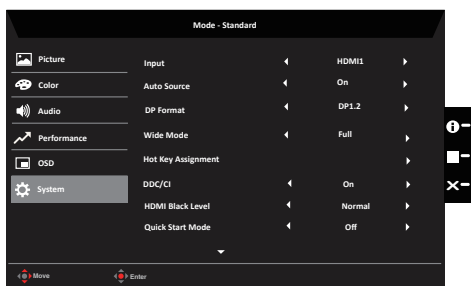 Mode - Standard
Picture
Color
Audio
Performance
OSD
System
Input HDMI1
Auto Source On
DP Format DP1.2
Wide Mode Full
Hot Key Assignment
DDC/CI On
HDMI Black Level Normal
Quick Start Mode Off
Move Enter